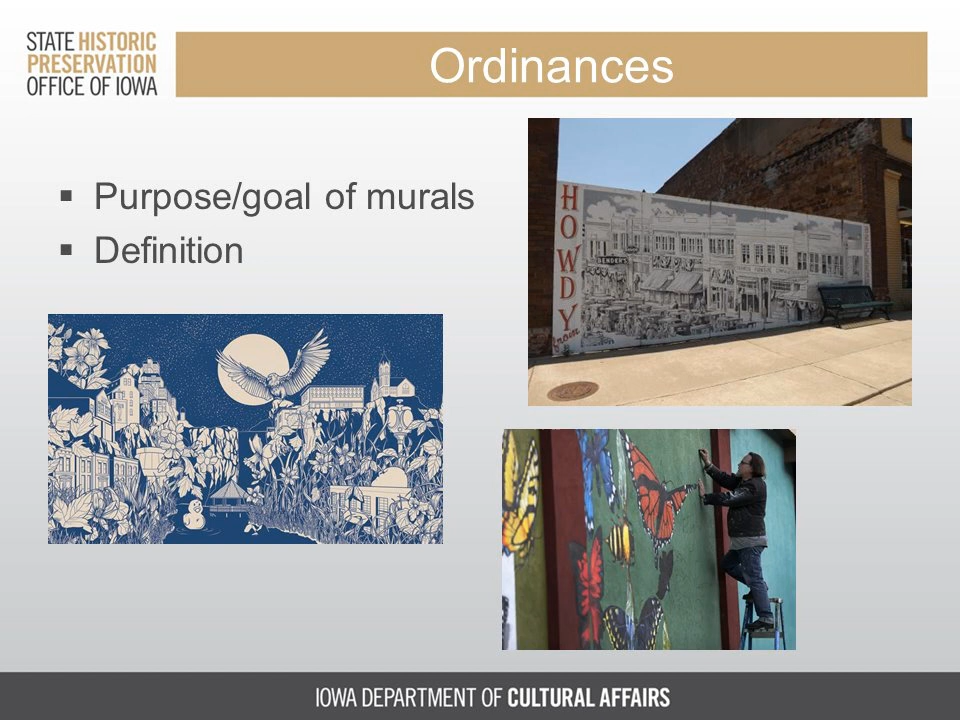 STATE HISTORIC
PRESERVATION
OFFICE OF IOWA
Ordinances
▪ Purpose/goal of murals
▪ Definition
HOWDY
from
BENDER'S
IOWA DEPARTMENT OF CULTURAL AFFAIRS